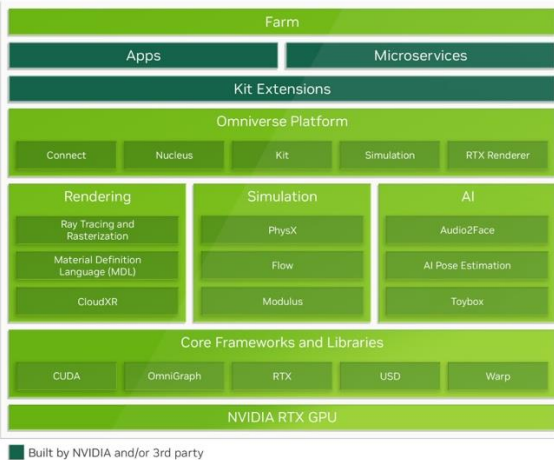 Farm
Apps
Microservices
Kit Extensions
Omniverse Platform
Connect
Nucleus
Kit
Simulation
RTX Renderer
Rendering
Ray Tracing and
Rasterization
Material Definition
Language (MDL)
CloudXR
Simulation
PhysX
Flow
Modulus
AI
Audio2Face
AI Pose Estimation
Toybox
Core Frameworks and Libraries
CUDA
OmniGraph
RTX
USD
Warp
NVIDIA RTX GPU
Built by NVIDIA and/or 3rd party